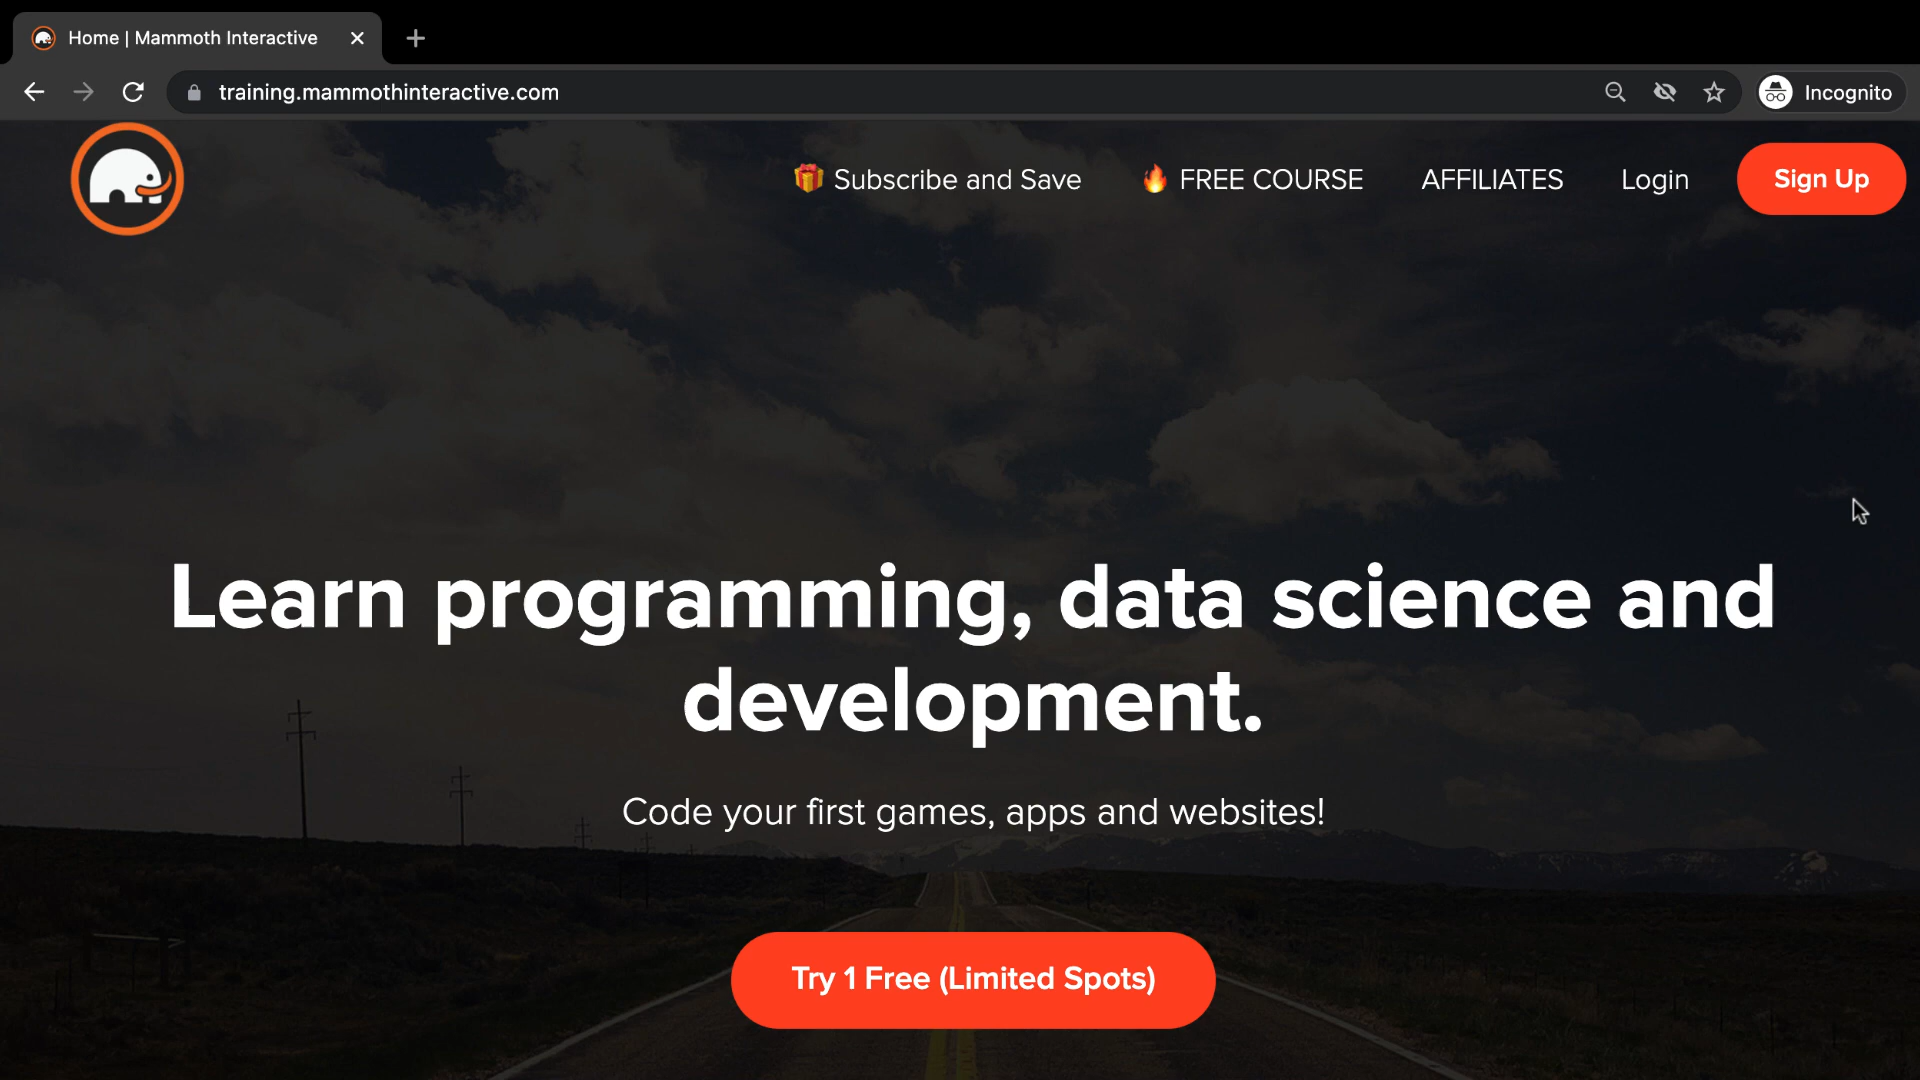 Home | Mammoth Interactive
training.mammothinteractive.com
Incognito
Subscribe and Save
FREE COURSE
AFFILIATES
Login
Sign Up
Learn programming, data science and
development.
Code your first games, apps and websites!
Try 1 Free (Limited Spots)